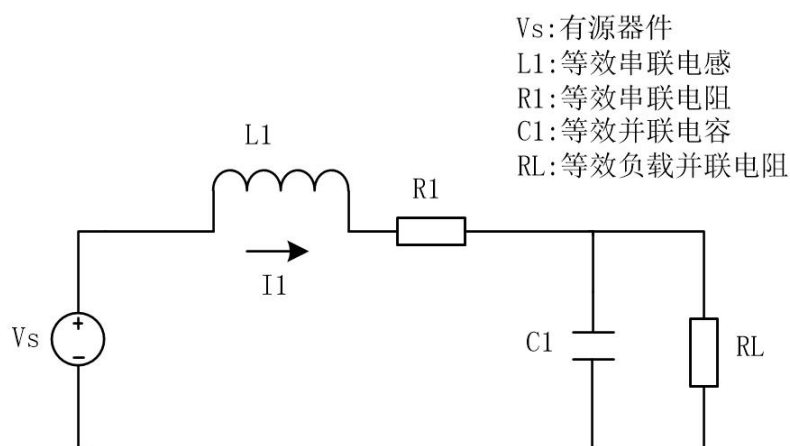 Vs:有源器件
L1:等效串联电感
R1:等效串联电阻
C1:等效并联电容
RL:等效负载并联电阻
L1
R1
I1
Vs
+
−
C1
RL